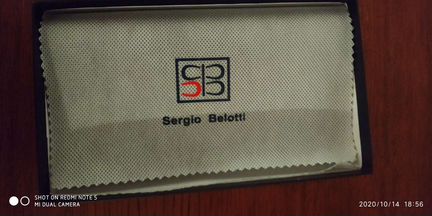 Sergio Belotti
SHOT ON REDMI NOTE 5
MI DUAL CAMERA
2020/10/14 18:56